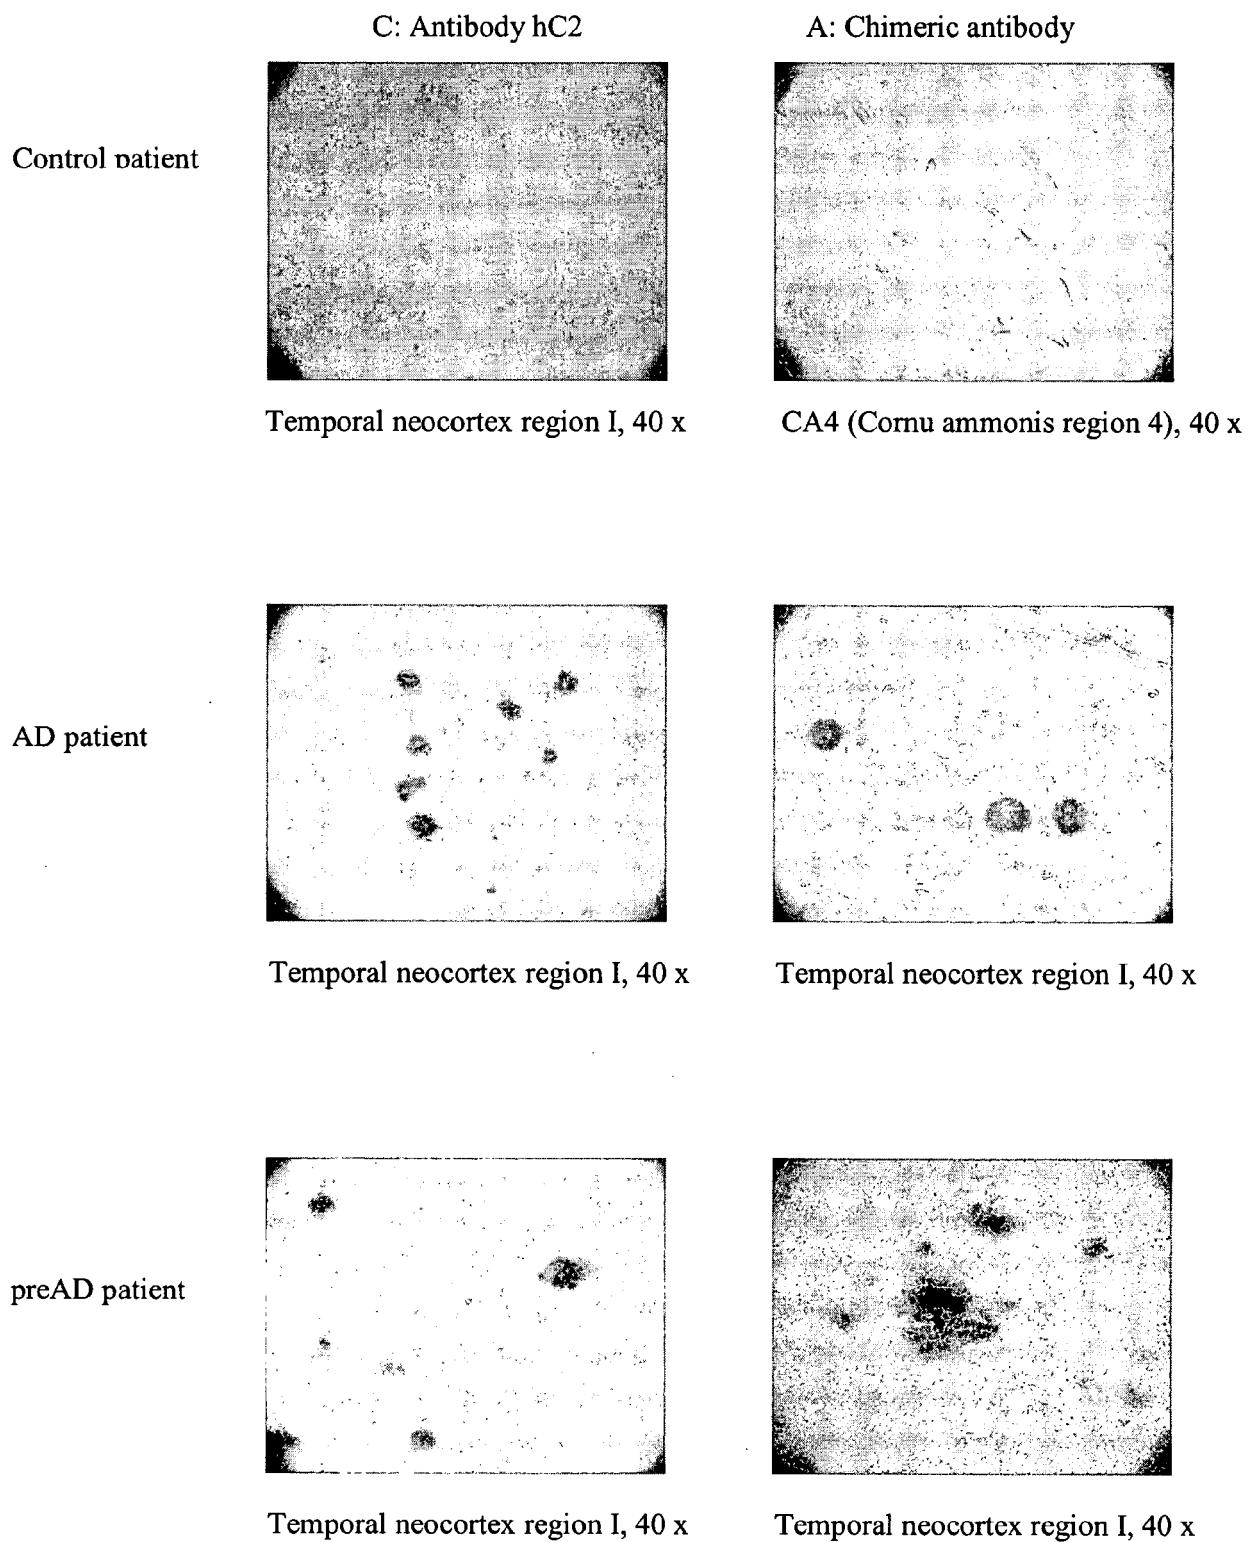 C: Antibody hC2
A: Chimeric antibody
Control patient
Temporal neocortex region I, 40 x
CA4 (Cornu ammonis region 4), 40 x
AD patient
Temporal neocortex region I, 40 x
Temporal neocortex region I, 40 x
preAD patient
Temporal neocortex region I, 40 x
Temporal neocortex region I, 40 x